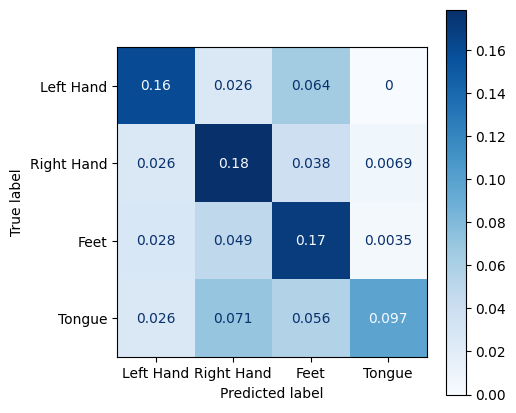 Left Hand 0.16 0.026 0.064 0
Right Hand 0.026 0.18 0.038 0.0069
Feet 0.028 0.049 0.17 0.0035
Tongue 0.026 0.071 0.056 0.097
Left Hand Right Hand Feet Tongue
Predicted label
True label
0.16
0.14
0.12
0.10
0.08
0.06
0.04
0.02
0.00